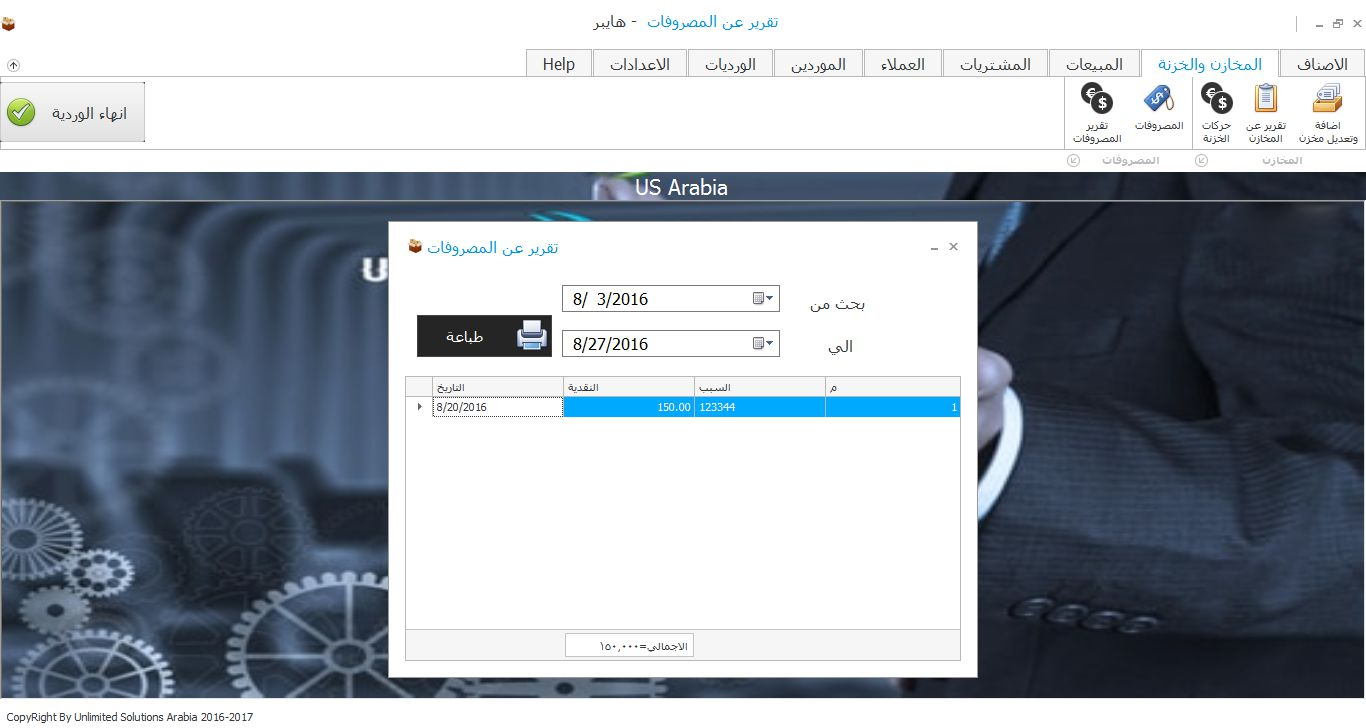 تقرير عن المصروفات - هايبر
الاصناف
المخازن والخزنة
المبيعات
المشتريات
العملاء
الموردين
الورديات
الاعدادات
Help
اضافة
وتعديل مخزن
تقرير عن
المخازن
حركات
الخزنة
المصروفات
تقرير
المصروفات
انهاء الوردية
المخازن
المصروفات
US Arabia
U
تقرير عن المصروفات
بحث من
8/ 3/2016
الي
8/27/2016
طباعة
م السبب النقدية التاريخ
1 123344 150.00 8/20/2016
الاجمالي=١٥٠,٠٠٠
CopyRight By Unlimited Solutions Arabia 2016-2017